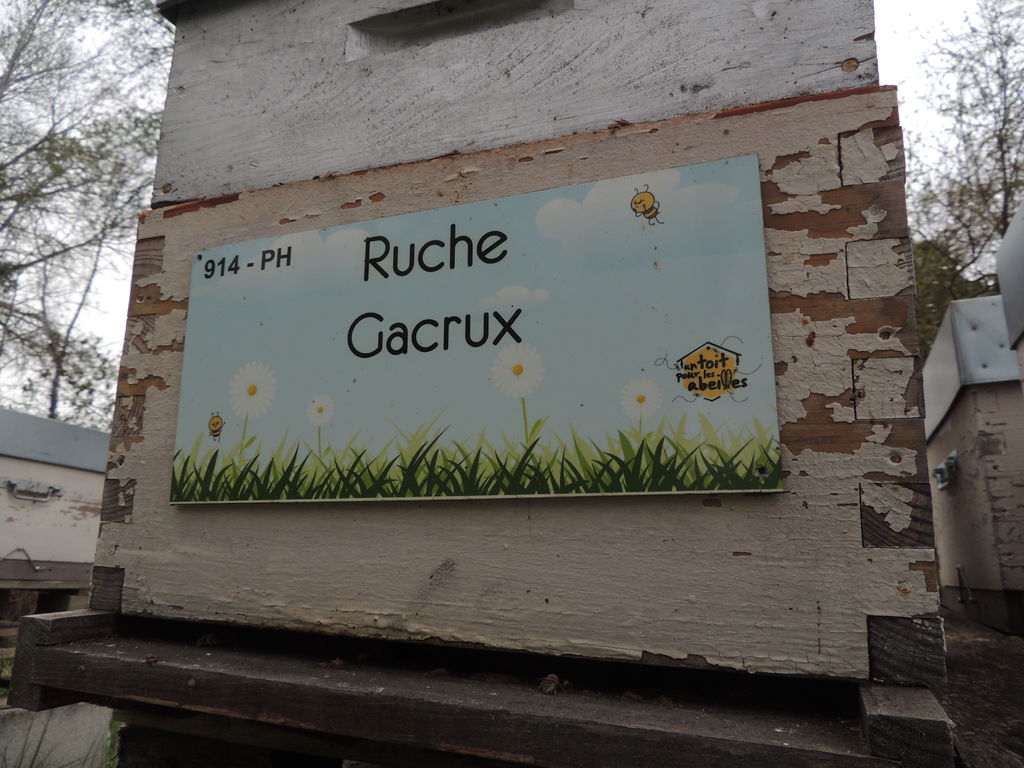 914 - PH
Ruche
Gacrux
un toit
pour les
abeilles